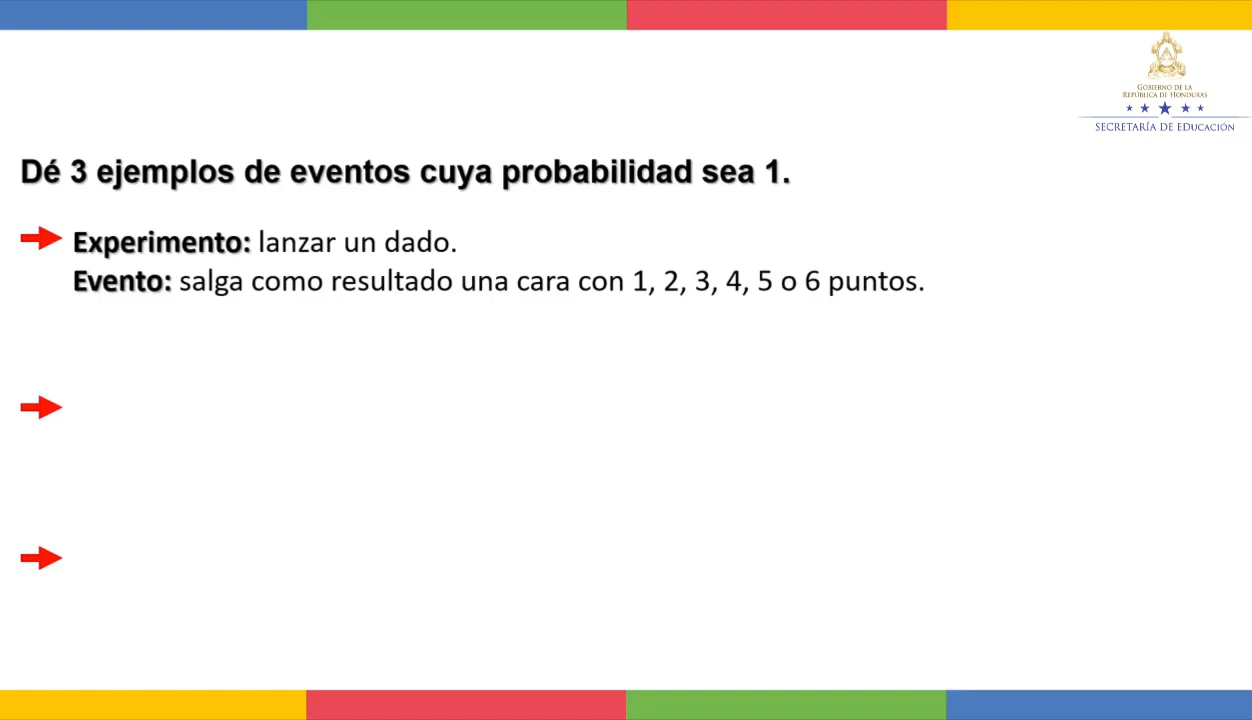 GOBIERNO DE LA
REPÚBLICA DE HONDURAS
SECRETARÍA DE EDUCACIÓN
Dé 3 ejemplos de eventos cuya probabilidad sea 1.
Experimento: lanzar un dado.
Evento: salga como resultado una cara con 1, 2, 3, 4, 5 o 6 puntos.